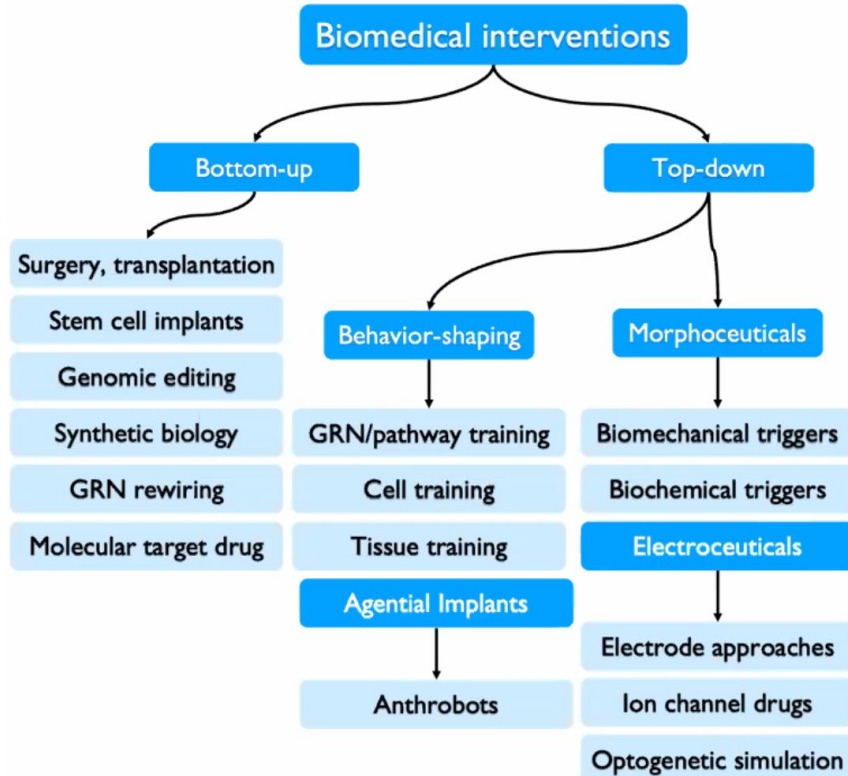 Biomedical interventions
Bottom-up
Top-down
Surgery, transplantation
Stem cell implants
Genomic editing
Synthetic biology
GRN rewiring
Molecular target drug
Behavior-shaping
GRN/pathway training
Cell training
Tissue training
Agential Implants
Anthrobots
Morphoceuticals
Biomechanical triggers
Biochemical triggers
Electroceuticals
Electrode approaches
Ion channel drugs
Optogenetic simulation